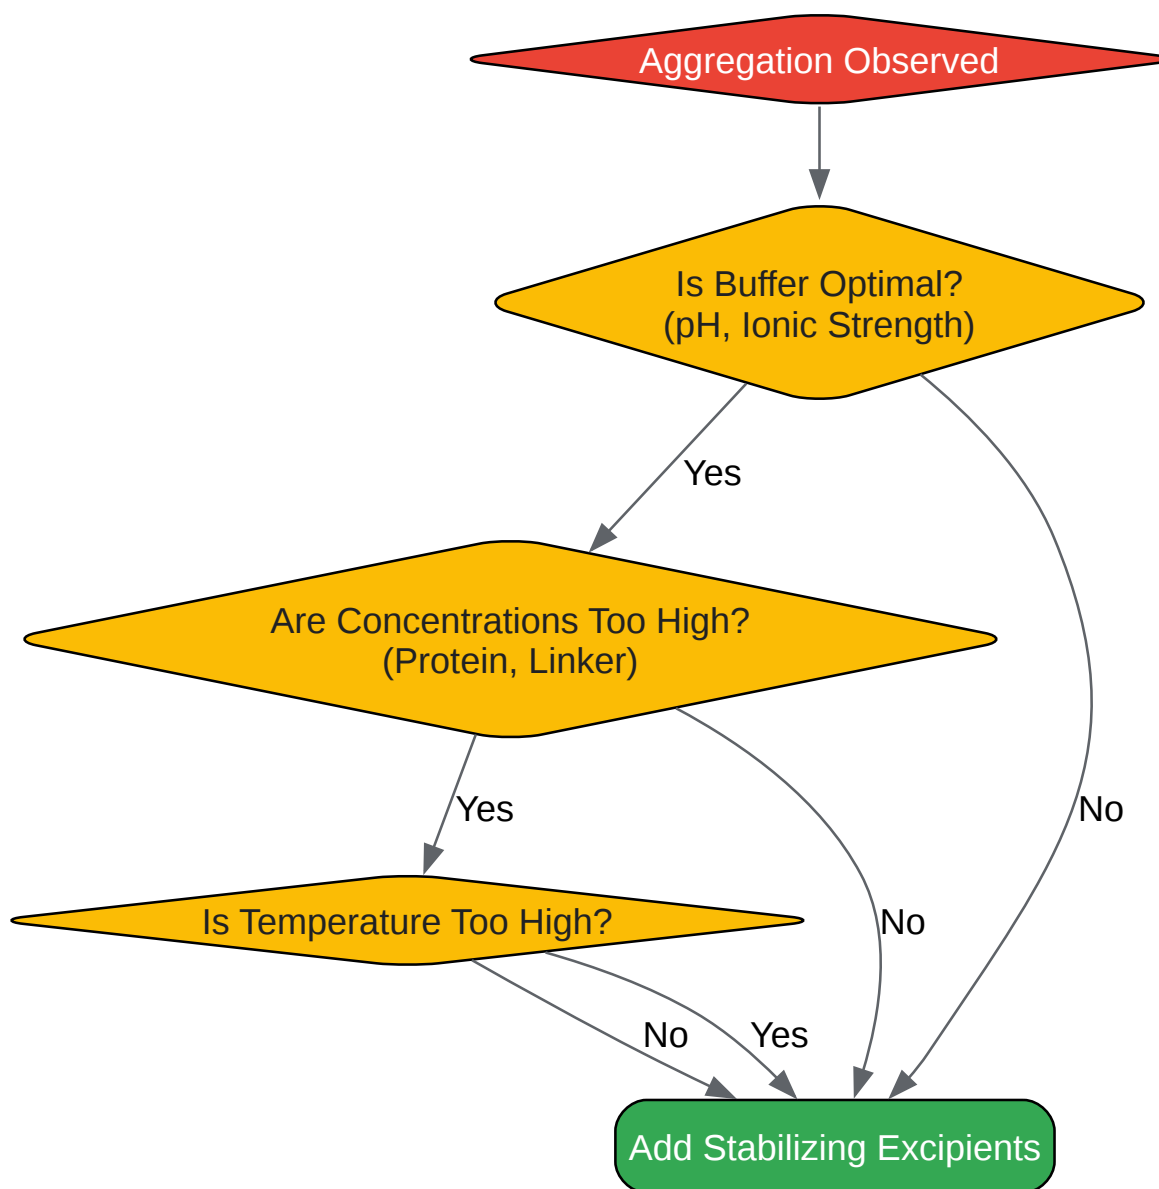 Aggregation Observed
Is Buffer Optimal?
(pH, Ionic Strength)
Yes
Are Concentrations Too High?
(Protein, Linker)
No
Yes
Is Temperature Too High?
No
No
Yes
Add Stabilizing Excipients